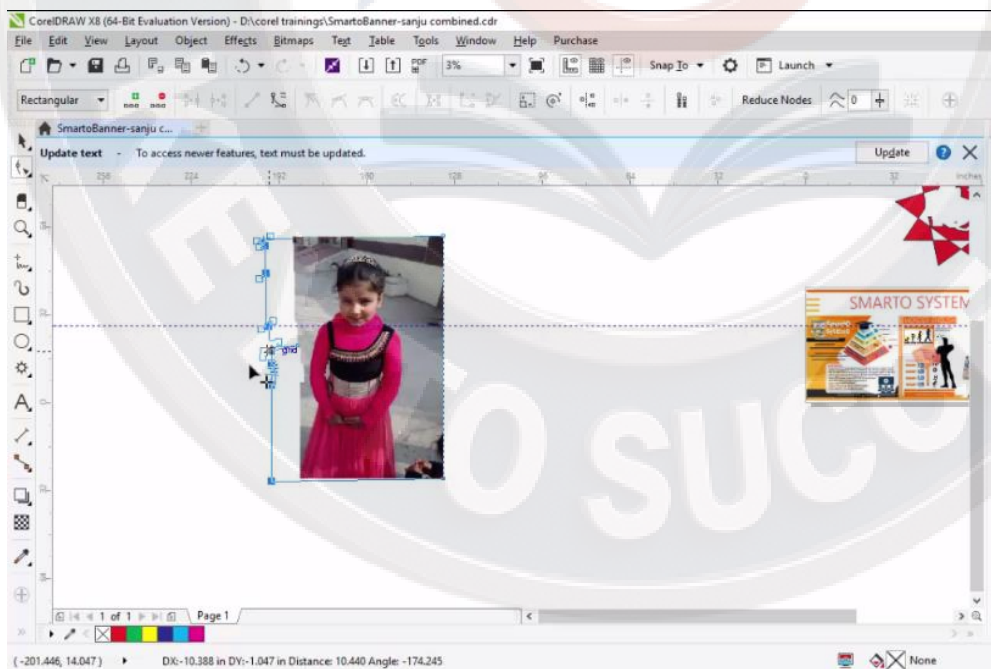 CorelDRAW X8 (64-Bit Evaluation Version) - D:\corel trainings\SmartoBanner-sanju combined.cdr
File Edit View Layout Object Effects Bitmaps Text Table Tools Window Help Purchase
PDF 3% Snap To Launch
Rectangular Reduce Nodes 0
SmartoBanner-sanju c...
Update text - To access newer features, text must be updated. Update
256 224 192 160 128 96 64 32 0 32 inches
SMARTO SYSTEM
grid
TO SUC
1 of 1 Page 1
(-201.446, 14.047) DX:-10.388 in DY:-1.047 in Distance: 10.440 Angle: -174.245 None